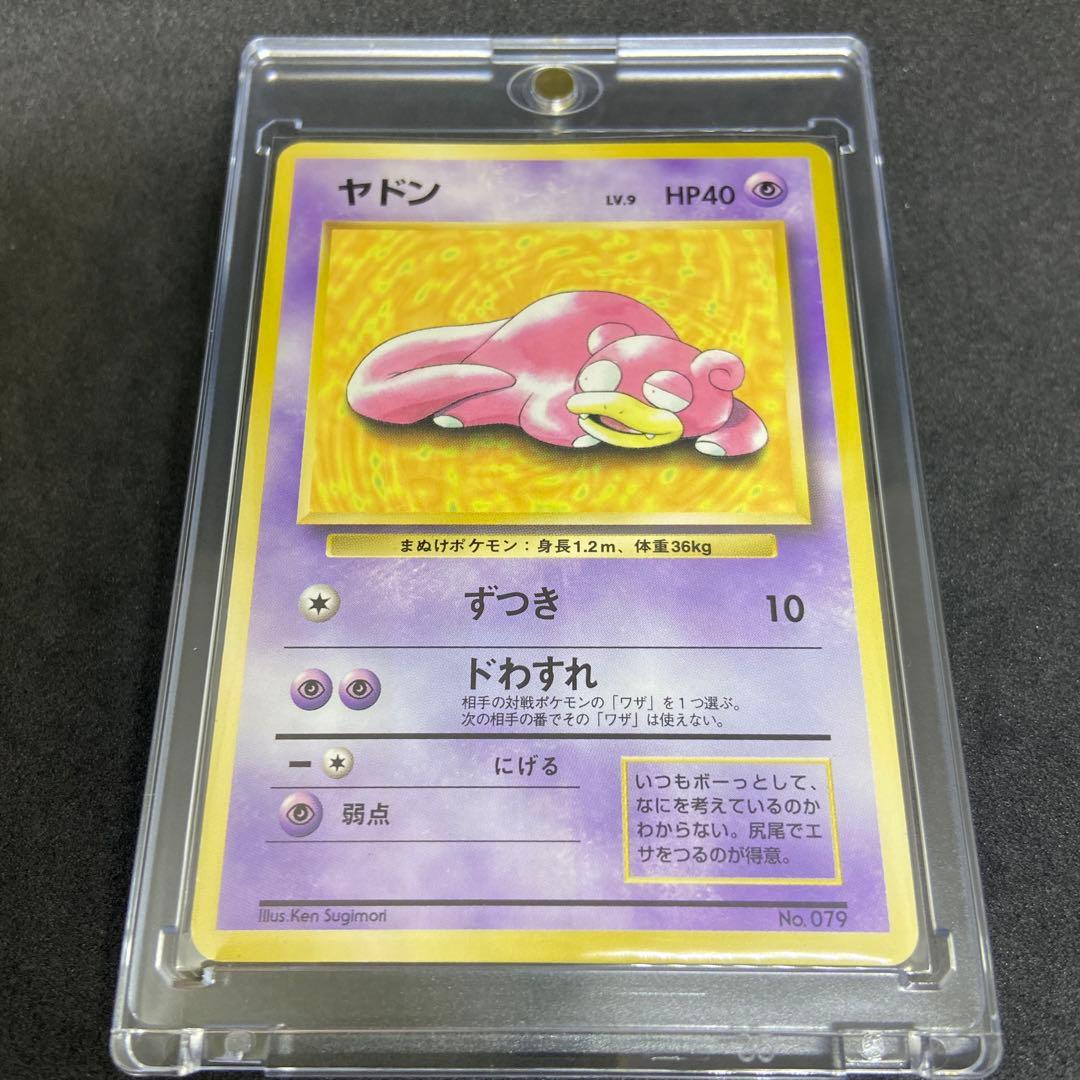 ヤドン LV.9 HP40
まぬけポケモン：身長1.2m、体重36kg
ずつき 10
ドわすれ
相手の対戦ポケモンの「ワザ」を1つ選ぶ。
次の相手の番でその「ワザ」は使えない。
にげる
弱点
いつもボーっとして、
なにを考えているのか
わからない。尻尾でエ
サをつるのが得意。
Illus.Ken Sugimori No.079